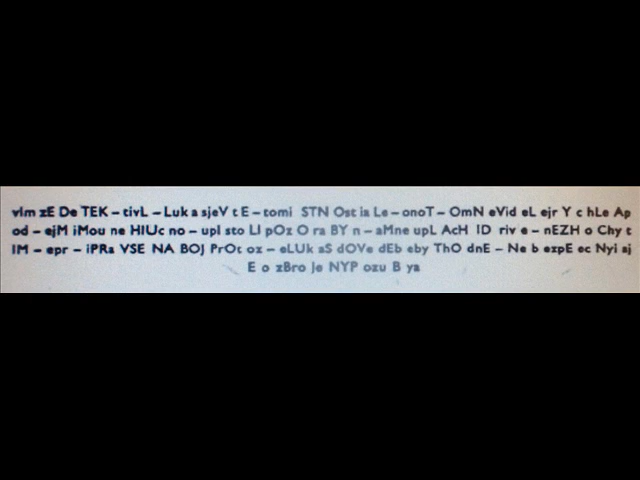 vIm zE De TEK – tivL – Luk a sjeV t E – tomi STN Ost ia Le – onoT – OmN eVid eL ejr Y c hLe Ap
od – ejM iMou ne HIUc no – upI sto LI pOz O ra BY n – aMne upL AcH ID riv e – nEZH o Chy t
IM – epr – iPRa VSE NA BOJ PrOt oz – eLUk aS dOVe dEb eby ThO dnE – Ne b ezpE ec Nyi aj
E o zBro Je NYP ozu B ya